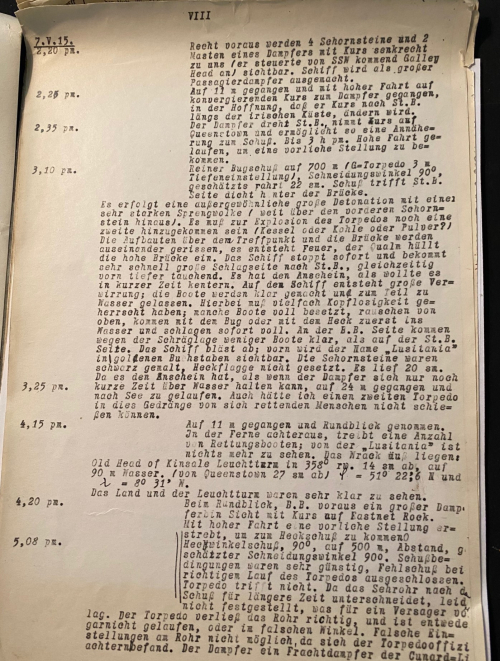 VIII
7.V.15.
2,20 pm. Recht voraus werden 4 Schornsteine und 2
Masten eines Dampfers mit Kurs senkrecht
zu uns (er steuerte von SSW kommend Galley
Head an) sichtbar. Schiff wird als großer
Passagierdampfer ausgemacht.
2,25 pm. Auf 11 m gegangen und mit hoher Fahrt auf
konvergierenden Kurs zum Dampfer gegangen,
in der Hoffnung, daß er Kurs nach St.B.
längs der irischen Küste, ändern wird.
2,35 pm. Der Dampfer dreht St.B, nimmt Kurs auf
Queenstown und ermöglicht so eine Annähe-
rung zum Schuß. Bis 3 h pm. Hohe Fahrt ge-
laufen, um eine vorliche Stellung zu be-
kommen.
3,10 pm. Reiner Bugschuß auf 700 m (G-Torpedo 3 m
Tiefeneinstellung), Schneidungswinkel 90°,
geschätzte Fahrt 22 sm. Schuß trifft St.B.
Seite dicht hinter der Brücke.
Es erfolgt eine außergewöhnliche große Detonation mit einer
sehr starken Sprengwolke (weit über den vorderen Schorn-
stein hinaus). Es muß zur Explosion des Torpedos noch eine
zweite hinzugekommen sein (Kessel oder Kohle oder Pulver?)
Die Aufbauten über dem Treffpunkt und die Brücke werden
auseinander gerissen, es entsteht Feuer, der Qualm hüllt
die hohe Brücke ein. Das Schiff stoppt sofort und bekommt
sehr schnell große Schlagseite nach St.B., gleichzeitig
vorn tiefer tauchend. Es hat den Anschein, als wollte es
in kurzer Zeit kentern. Auf dem Schiff entsteht große Ver-
wirrung; die Boote werden klar gemacht und zum Teil zu
Wasser gelassen. Hierbei muß vielfach Kopflosigkeit ge-
herrscht haben; manche Boote voll besetzt, rauschen von
oben, kommen mit dem Bug oder mit dem Heck zuerst ins
Wasser und schlagen sofort voll. An der B.B. Seite kommen
wegen der Schräglage weniger Boote klar, als auf der St.B.
Seite. Das Schiff bläst ab; vorn wird der Name „Lusitania"
in goldenen Buchstaben sichtbar. Die Schornsteine waren
schwarz gemalt, Heckflagge nicht gesetzt. Es lief 20 sm.
3,25 pm. Da es den Anschein hat, als wenn der Dampfer sich nur noch
kurze Zeit über Wasser halten kann, auf 24 m gegangen und
nach See zu gelaufen. Auch hätte ich einen zweiten Torpedo
in dies Gedränge von sich rettenden Menschen nicht schie-
ßen können.
4,15 pm. Auf 11 m gegangen und Rundblick genommen.
In der Ferne achteraus, treibt eine Anzahl
von Rettungsbooten; von der „Lusitania" ist
nichts mehr zu sehen. Das Wrack muß liegen:
Old Head of Kinsale Leuchtturm in 358° rw. 14 sm ab, auf
90 m Wasser, (von Queenstown 27 sm ab) φ = 51° 22,6 N und
λ = 8° 31' W.
Das Land und der Leuchtturm waren sehr klar zu sehen.
4,20 pm. Beim Rundblick, B.B. voraus ein großer Damp-
fer in Sicht mit Kurs auf Fastnet Rock.
Mit hoher Fahrt eine vorliche Stellung er-
strebt, um zum Heckschuß zu kommen
5,08 pm. Heckwinkelschuß, 90°, auf 500 m, Abstand, g
schätzter Schneidungswinkel 900. Schußbe-
dingungen waren sehr günstig, Fehlschuß bei
richtigen Lauf des Torpedos ausgeschlossen.
Torpedo trifft nicht. Da das Sehrohr nach d
Schuß für längere Zeit unterschneidet, leid
nicht festgestellt, was für ein Versager vo
lag. Der Torpedo verließ das Rohr richtig, und ist entwede
garnicht gelaufen, oder im falschen Winkel. Falsche Ein-
stellungen am Rohr nicht möglich, da sich der Torpedooffizi
achtern befand. Der Dampfer ein Frachtdampfer der Cunard-Li